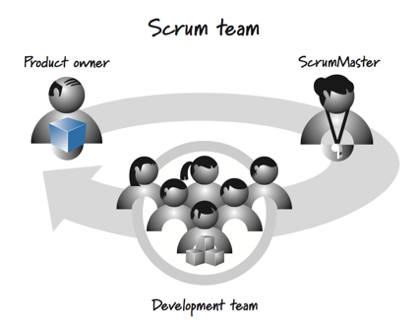 Scrum team
Product owner
ScrumMaster
Development team